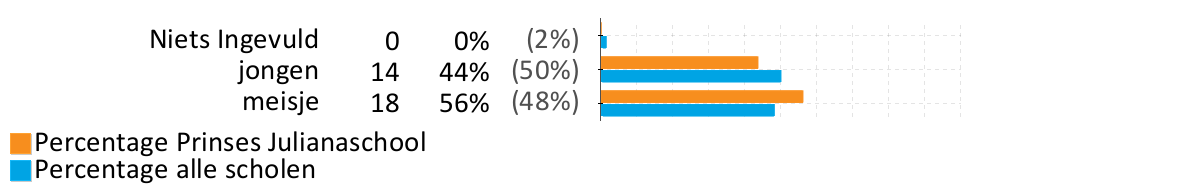 Niets Ingevuld 0 0% (2%)
jongen 14 44% (50%)
meisje 18 56% (48%)
Percentage Prinses Julianaschool
Percentage alle scholen